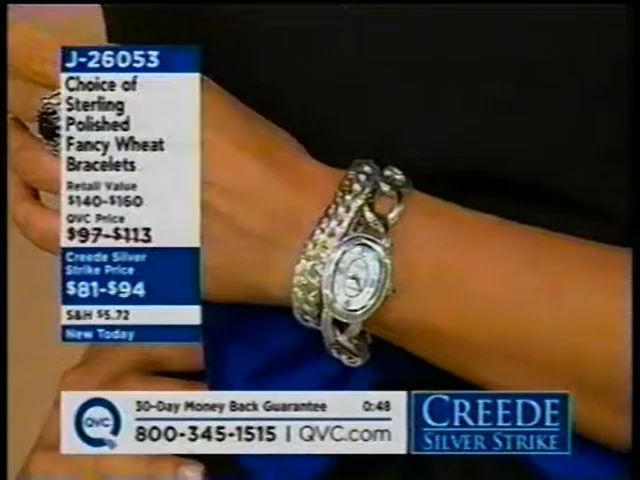 J-26053
Choice of
Sterling
Polished
Fancy Wheat
Bracelets
Retail Value
$140-$160
QVC Price
$97-$113
Creede Silver
Strike Price
$81-$94
S&H $5.72
New Today
QVC
30-Day Money Back Guarantee 0:48
800-345-1515 | QVC.com
CREEDE
SILVER STRIKE